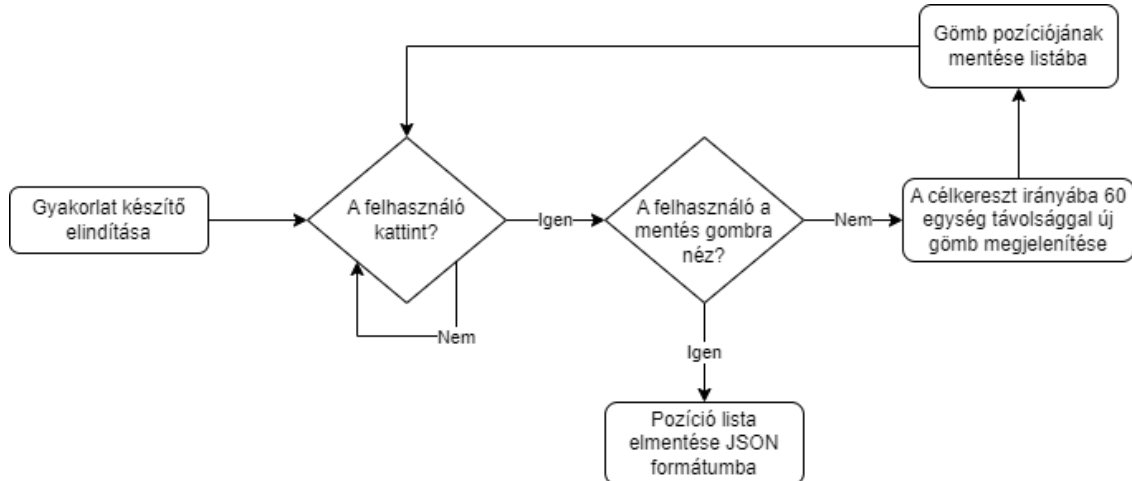 Gömb pozíciójának
mentése listába
Gyakorlat készítő
elindítása
A felhasználó
kattint?
Igen
A felhasználó a
mentés gombra
néz?
Nem
A célkereszt irányába 60
egység távolsággal új
gömb megjelenítése
Nem
Igen
Pozíció lista
elmentése JSON
formátumba